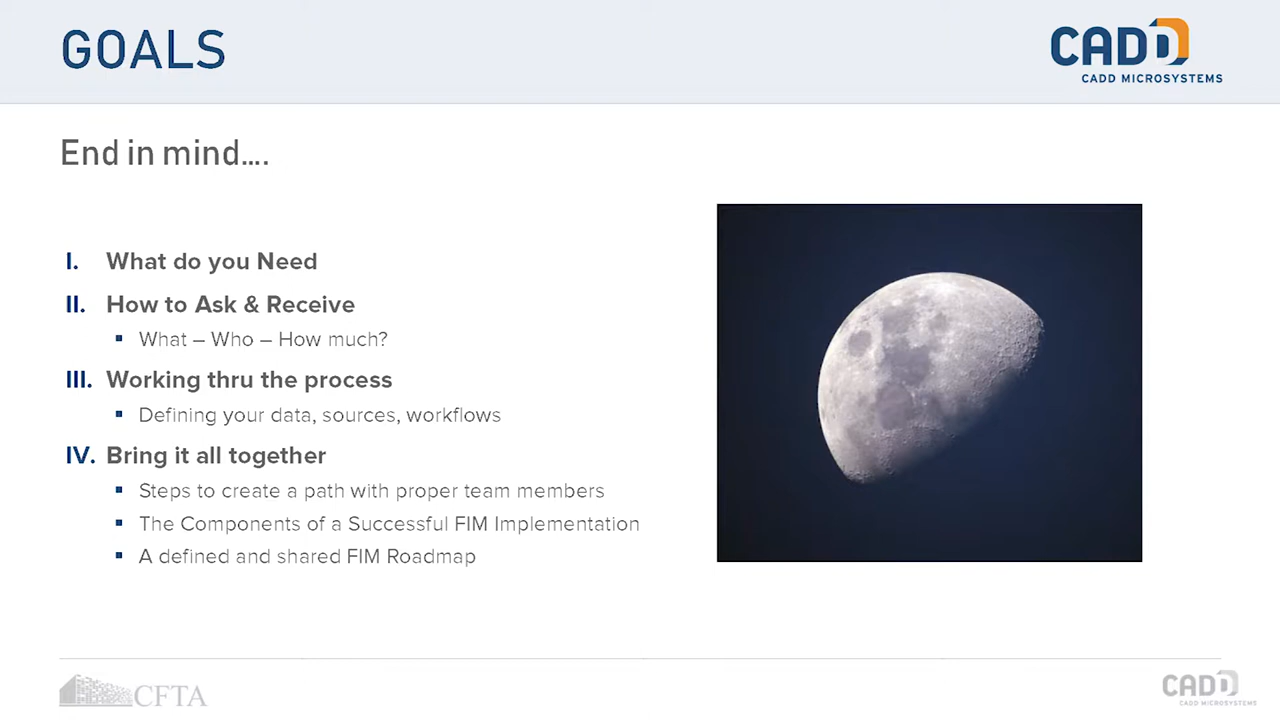 GOALS
CADD
CADD MICROSYSTEMS
End in mind....
I. What do you Need
II. How to Ask & Receive
▪ What – Who – How much?
III. Working thru the process
▪ Defining your data, sources, workflows
IV. Bring it all together
▪ Steps to create a path with proper team members
▪ The Components of a Successful FIM Implementation
▪ A defined and shared FIM Roadmap
CFTA
CADD
CADD MICROSYSTEMS